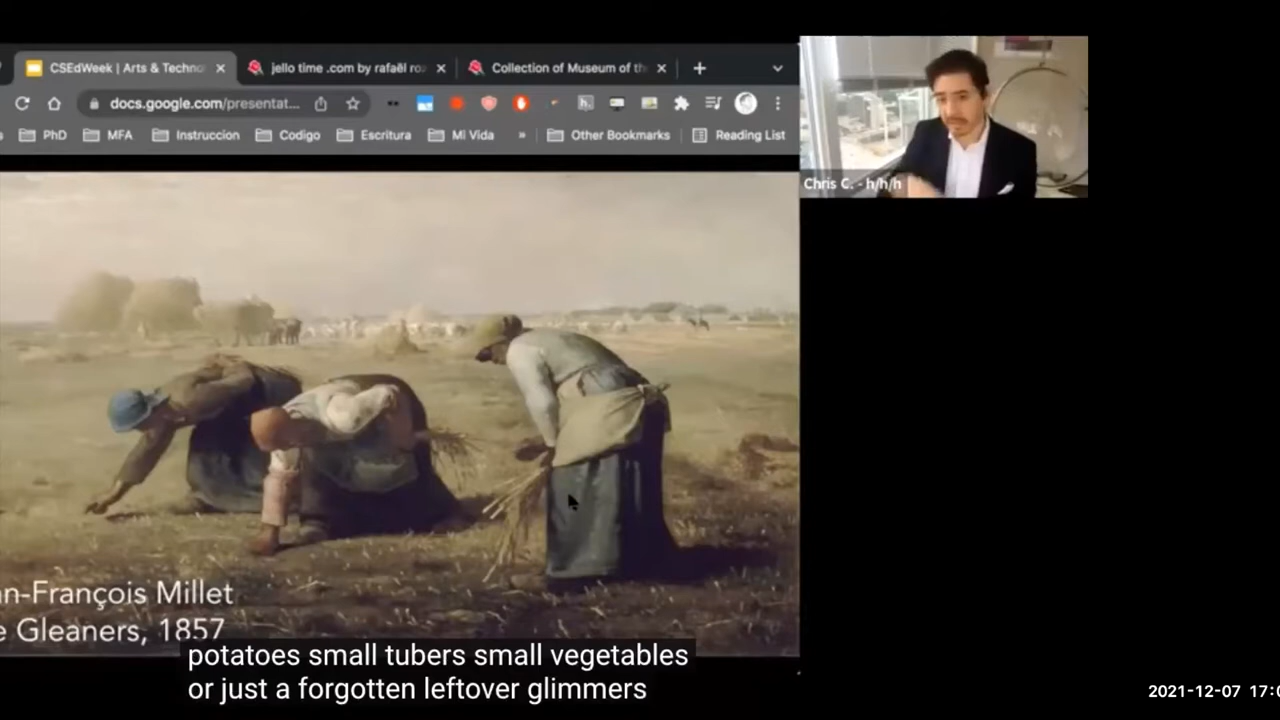 CSEdWeek | Arts & Techno
jello time .com by rafaël ro
Collection of Museum of th
docs.google.com/presentat...
PhD
MFA
Instruccion
Codigo
Escritura
Mi Vida
»
Other Bookmarks
Reading List
Chris C. - h/h/h
n-François Millet
e Gleaners, 1857
potatoes small tubers small vegetables
or just a forgotten leftover glimmers
2021-12-07 17:0